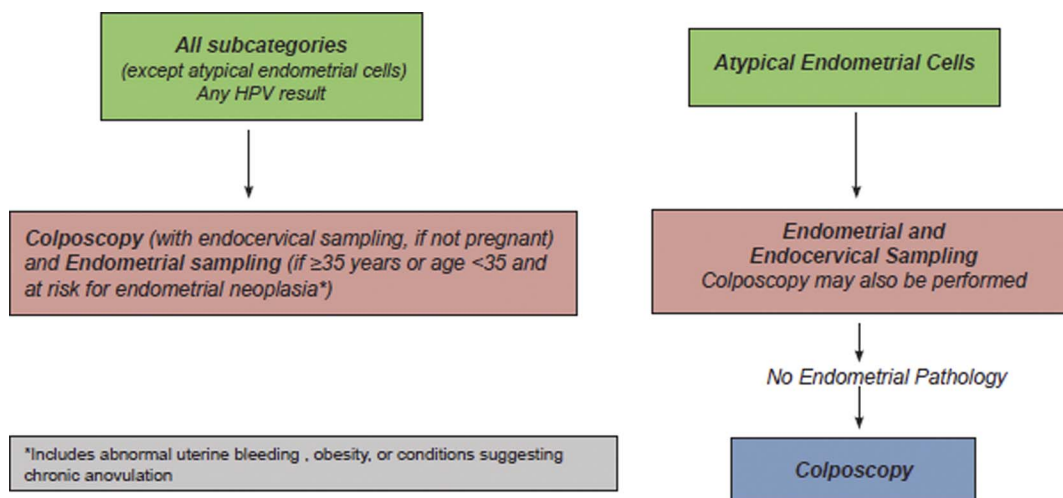 All subcategories
(except atypical endometrial cells)
Any HPV result
Colposcopy (with endocervical sampling, if not pregnant)
and Endometrial sampling (if ≥35 years or age <35 and
at risk for endometrial neoplasia*)
*Includes abnormal uterine bleeding , obesity, or conditions suggesting
chronic anovulation
Atypical Endometrial Cells
Endometrial and
Endocervical Sampling
Colposcopy may also be performed
No Endometrial Pathology
Colposcopy